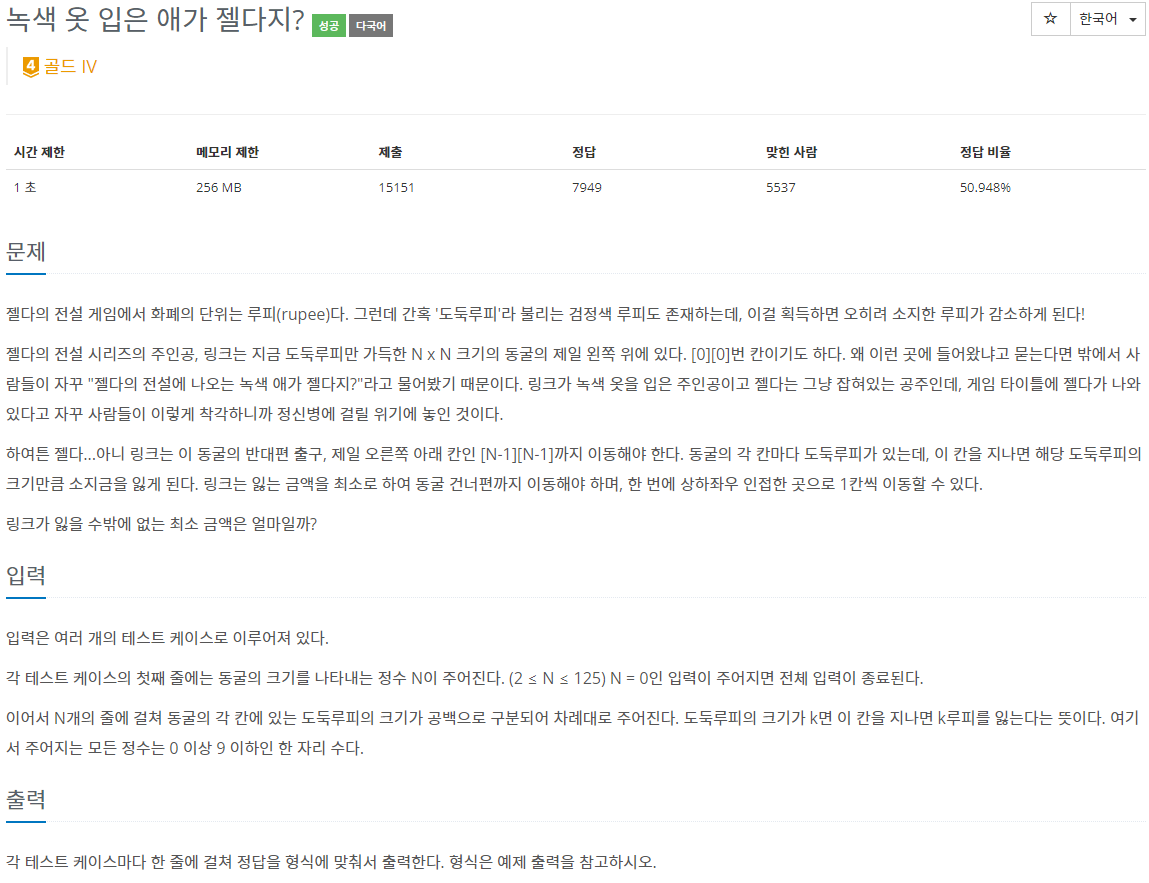 녹색 옷 입은 애가 젤다지? 성공 다국어
☆ 한국어
4 골드 IV
시간 제한 메모리 제한 제출 정답 맞힌 사람 정답 비율
1 초 256 MB 15151 7949 5537 50.948%
문제
젤다의 전설 게임에서 화폐의 단위는 루피(rupee)다. 그런데 간혹 '도둑루피'라 불리는 검정색 루피도 존재하는데, 이걸 획득하면 오히려 소지한 루피가 감소하게 된다!
젤다의 전설 시리즈의 주인공, 링크는 지금 도둑루피만 가득한 N x N 크기의 동굴의 제일 왼쪽 위에 있다. [0][0]번 칸이기도 하다. 왜 이런 곳에 들어왔냐고 묻는다면 밖에서 사
람들이 자꾸 "젤다의 전설에 나오는 녹색 애가 젤다지?"라고 물어봤기 때문이다. 링크가 녹색 옷을 입은 주인공이고 젤다는 그냥 잡혀있는 공주인데, 게임 타이틀에 젤다가 나와
있다고 자꾸 사람들이 이렇게 착각하니까 정신병에 걸릴 위기에 놓인 것이다.
하여튼 젤다...아니 링크는 이 동굴의 반대편 출구, 제일 오른쪽 아래 칸인 [N-1][N-1]까지 이동해야 한다. 동굴의 각 칸마다 도둑루피가 있는데, 이 칸을 지나면 해당 도둑루피의
크기만큼 소지금을 잃게 된다. 링크는 잃는 금액을 최소로 하여 동굴 건너편까지 이동해야 하며, 한 번에 상하좌우 인접한 곳으로 1칸씩 이동할 수 있다.
링크가 잃을 수밖에 없는 최소 금액은 얼마일까?
입력
입력은 여러 개의 테스트 케이스로 이루어져 있다.
각 테스트 케이스의 첫째 줄에는 동굴의 크기를 나타내는 정수 N이 주어진다. (2 ≤ N ≤ 125) N = 0인 입력이 주어지면 전체 입력이 종료된다.
이어서 N개의 줄에 걸쳐 동굴의 각 칸에 있는 도둑루피의 크기가 공백으로 구분되어 차례대로 주어진다. 도둑루피의 크기가 k면 이 칸을 지나면 k루피를 잃는다는 뜻이다. 여기
서 주어지는 모든 정수는 0 이상 9 이하인 한 자리 수다.
출력
각 테스트 케이스마다 한 줄에 걸쳐 정답을 형식에 맞춰서 출력한다. 형식은 예제 출력을 참고하시오.